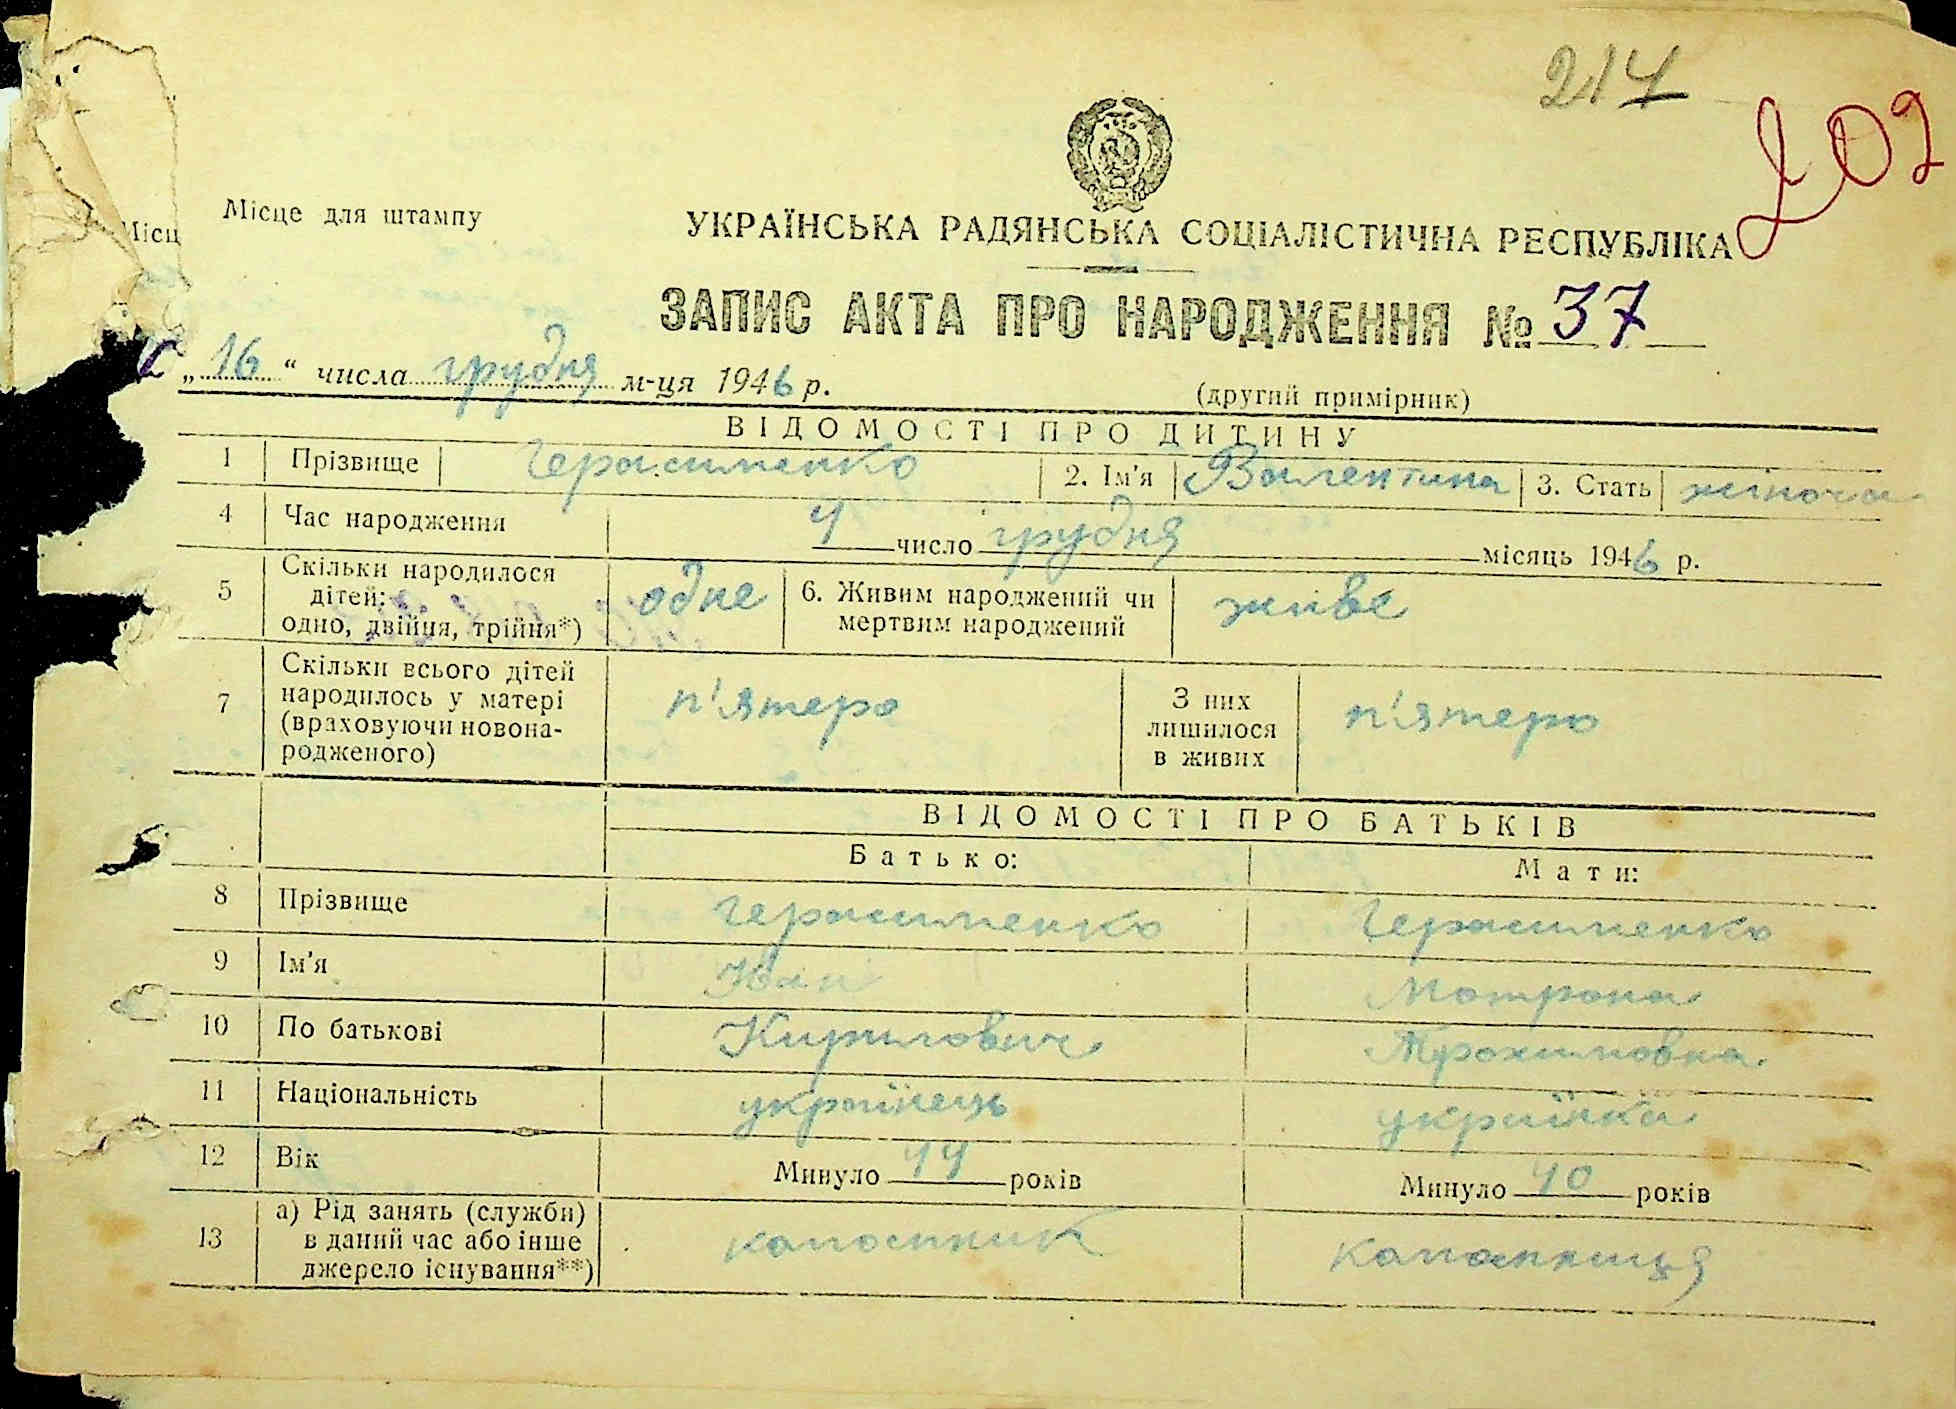 217
202
Місц
Місце для штампу
УКРАЇНСЬКА РАДЯНСЬКА СОЦІАЛІСТИЧНА РЕСПУБЛІКА
ЗАПИС АКТА ПРО НАРОДЖЕННЯ № 37
„16“ числа грудня м-ця 1946 р.
(другий примірник)
ВІДОМОСТІ ПРО ДИТИНУ
1 Прізвище Герасименко 2. Ім'я Валентина 3. Стать жіноча
4 Час народження 4 число грудня місяць 1946 р.
5 Скільки народилося
дітей:
одно, двійня, трійня*) одне 6. Живим народжений чи
мертвим народжений живе
7 Скільки всього дітей
народилось у матері
(враховуючи новона-
родженого) п'ятеро З них
лишилося
в живих п'ятеро
ВІДОМОСТІ ПРО БАТЬКІВ
Батько: Мати:
8 Прізвище Герасименко Герасименко
9 Ім'я Іван Мотрона
10 По батькові Кирилович Трохимовна
11 Національність українець українка
12 Вік Минуло 44 років Минуло 40 років
13 а) Рід занять (служби)
в даний час або інше
джерело існування**) колгоспник колгоспниця